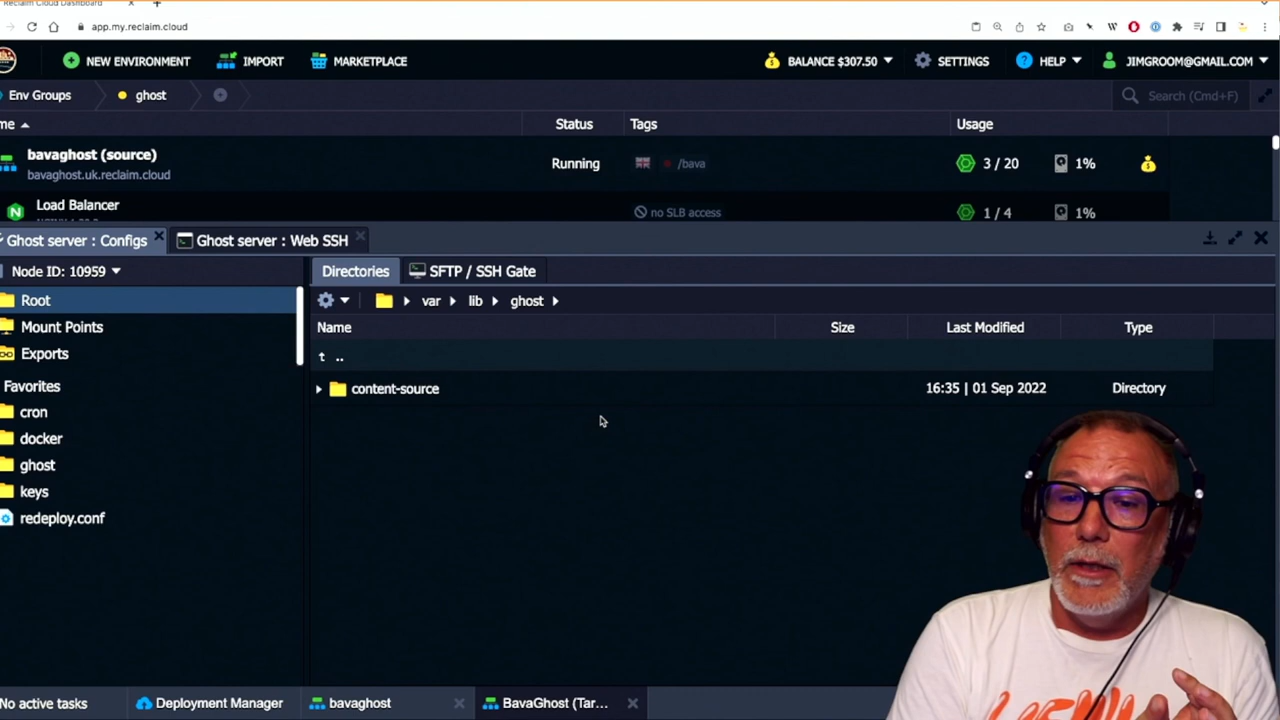 Reclaim Cloud Dashboard
app.my.reclaim.cloud
NEW ENVIRONMENT IMPORT MARKETPLACE BALANCE $307.50 SETTINGS HELP JIMGROOM@GMAIL.COM
Env Groups ghost Search (Cmd+F)
me Status Tags Usage
bavaghost (source) Running /bava 3 / 20 1%
bavaghost.uk.reclaim.cloud
Load Balancer no SLB access 1 / 4 1%
Ghost server : Configs Ghost server : Web SSH
Node ID: 10959 Directories SFTP / SSH Gate
Root var lib ghost
Mount Points Name Size Last Modified Type
Exports ..
Favorites content-source 16:35 | 01 Sep 2022 Directory
cron
docker
ghost
keys
redeploy.conf
No active tasks Deployment Manager bavaghost BavaGhost (Tar...